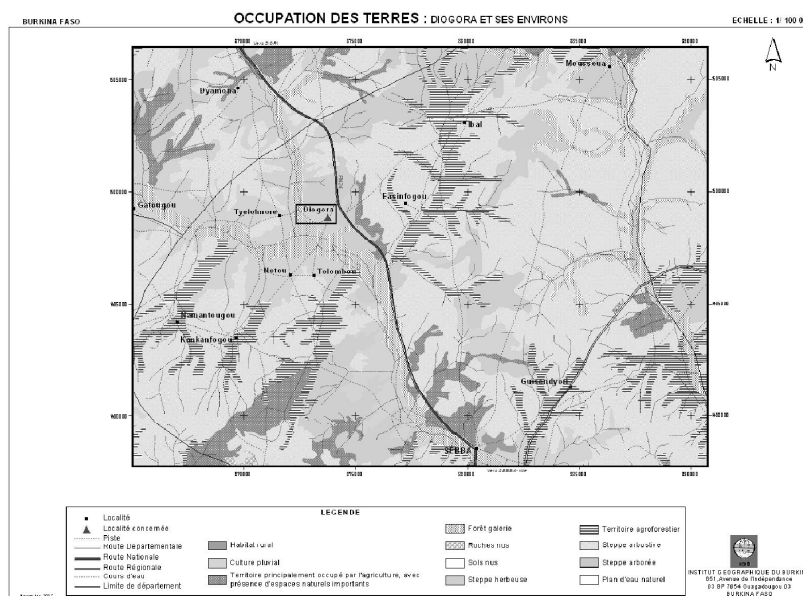 BURKINA FASO
OCCUPATION DES TERRES : DIOGORA ET SES ENVIRONS
ECHELLE : 1/ 100 0
N
Moussoua
Dyamona
Ibal
Gatougou
Tyelelmore
Diogora
Fasinfogou
Notou
Tolombou
Namantougou
Konkanfogou
SEBBA
LEGENDE
Localité
Localité concernée
Piste
Route Départementale
Route Nationale
Route Régionale
Cours d'eau
Limite de département
Habitat rural
Culture pluvial
Territoire principalement occupé par l'agriculture, avec
présence d'espaces naturels importants
Forêt galerie
Roches nus
Sols nus
Steppe herbeuse
Territoire agroforestier
Steppe arbustive
Steppe arborée
Plan d'eau naturel
INSTITUT GEOGRAPHIQUE DU BURKIN
651, Avenue de l'Indépendance
03 BP 7054 Ouagadougou 03
BURKINA FASO